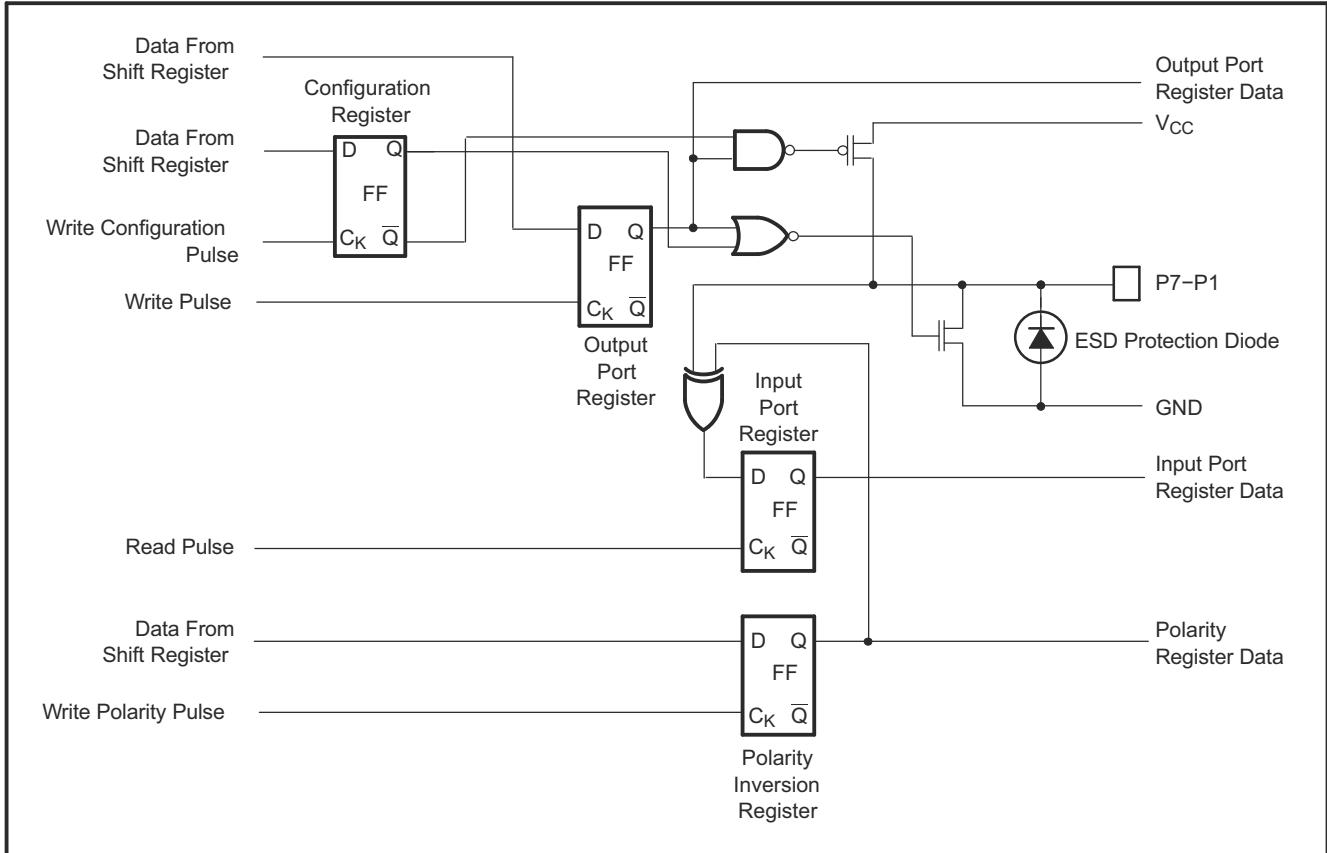 Data From
Shift Register
Configuration
Register
Data From
Shift Register
D Q
FF
CK Q̅
Write Configuration
Pulse
Write Pulse
D Q
FF
CK Q̅
Output
Port
Register
Output Port
Register Data
VCC
P7–P1
ESD Protection Diode
GND
Input
Port
Register
D Q
FF
CK Q̅
Input Port
Register Data
Read Pulse
Data From
Shift Register
Write Polarity Pulse
D Q
FF
CK Q̅
Polarity
Inversion
Register
Polarity
Register Data